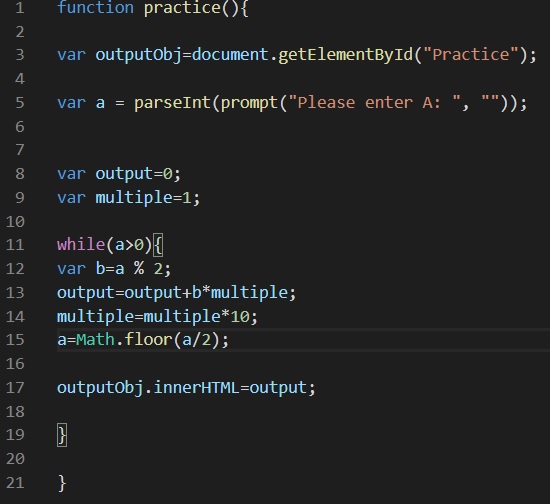 1 function practice(){
2
3 var outputObj=document.getElementById("Practice");
4
5 var a = parseInt(prompt("Please enter A: ", ""));
6
7
8 var output=0;
9 var multiple=1;
10
11 while(a>0){
12 var b=a % 2;
13 output=output+b*multiple;
14 multiple=multiple*10;
15 a=Math.floor(a/2);
16
17 outputObj.innerHTML=output;
18
19 }
20
21 }